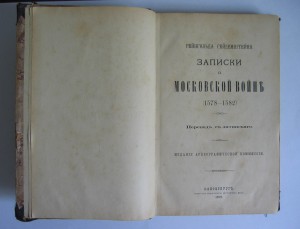 РЕЙНГОЛЬДА ГЕЙДЕНШТЕЙНА
ЗАПИСКИ
О
МОСКОВСКОЙ ВОЙНѢ
(1578—1582)
Переводъ съ латинскаго
ИЗДАНІЕ АРХЕОГРАФИЧЕСКОЙ КОММИССІИ
С.-ПЕТЕРБУРГЪ